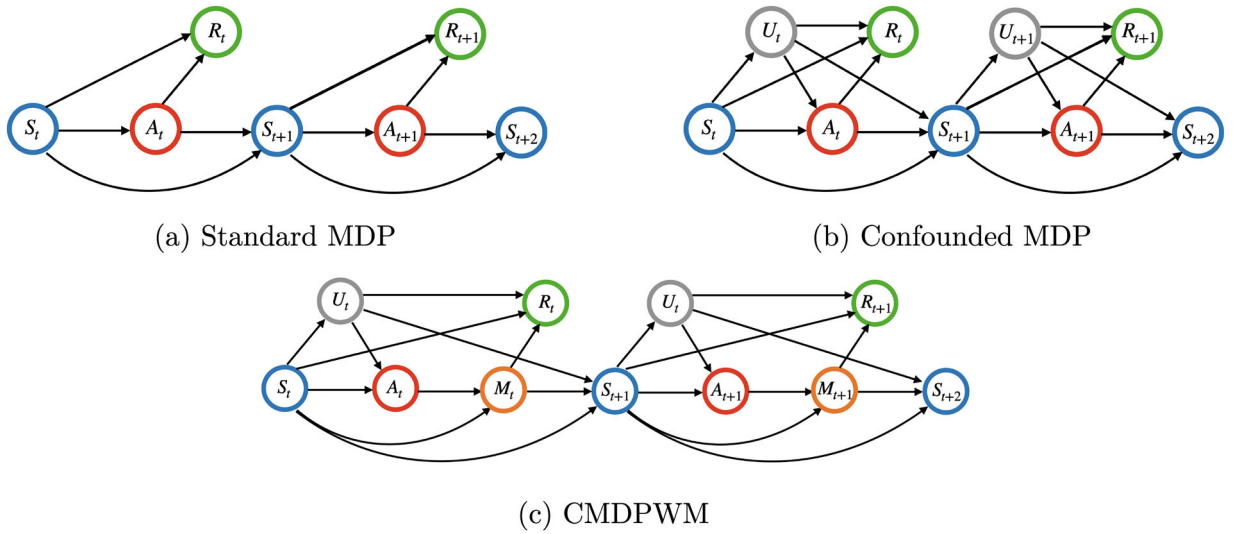 U_t R_t U_{t+1} R_{t+1}
R_t R_{t+1}
S_t A_t S_{t+1} A_{t+1} S_{t+2}
S_t A_t S_{t+1} A_{t+1} S_{t+2}
(a) Standard MDP
(b) Confounded MDP
U_t R_t U_t R_{t+1}
S_t A_t M_t S_{t+1} A_{t+1} M_{t+1} S_{t+2}
(c) CMDPWM